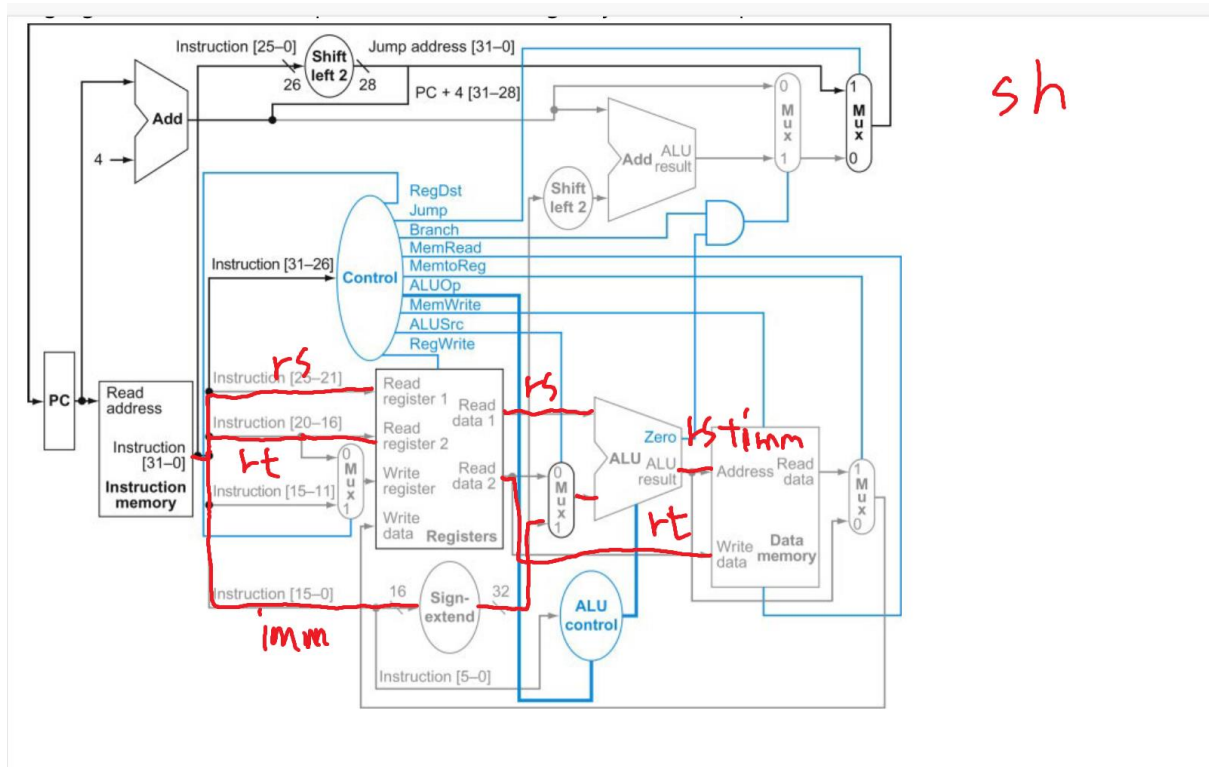 Instruction [25–0]
Shift
left 2
Jump address [31–0]
26
28
PC + 4 [31–28]
sh
Add
4
0
M
u
x
1
1
M
u
x
0
Add
ALU
result
Shift
left 2
RegDst
Jump
Branch
MemRead
MemtoReg
ALUOp
MemWrite
ALUSrc
RegWrite
Instruction [31–26]
Control
PC
Read
address
Instruction
[31–0]
Instruction
memory
rs
Instruction [25–21]
Instruction [20–16]
rt
Instruction [15–11]
0
M
u
x
1
Read
register 1
Read
register 2
Write
register
Write
data
Read
data 1
Read
data 2
Registers
rs
0
M
u
x
1
Zero
ALU
ALU
result
rs+imm
rt
Address
Read
data
Write
data
Data
memory
1
M
u
x
0
Instruction [15–0]
imm
16
Sign-
extend
32
ALU
control
Instruction [5–0]